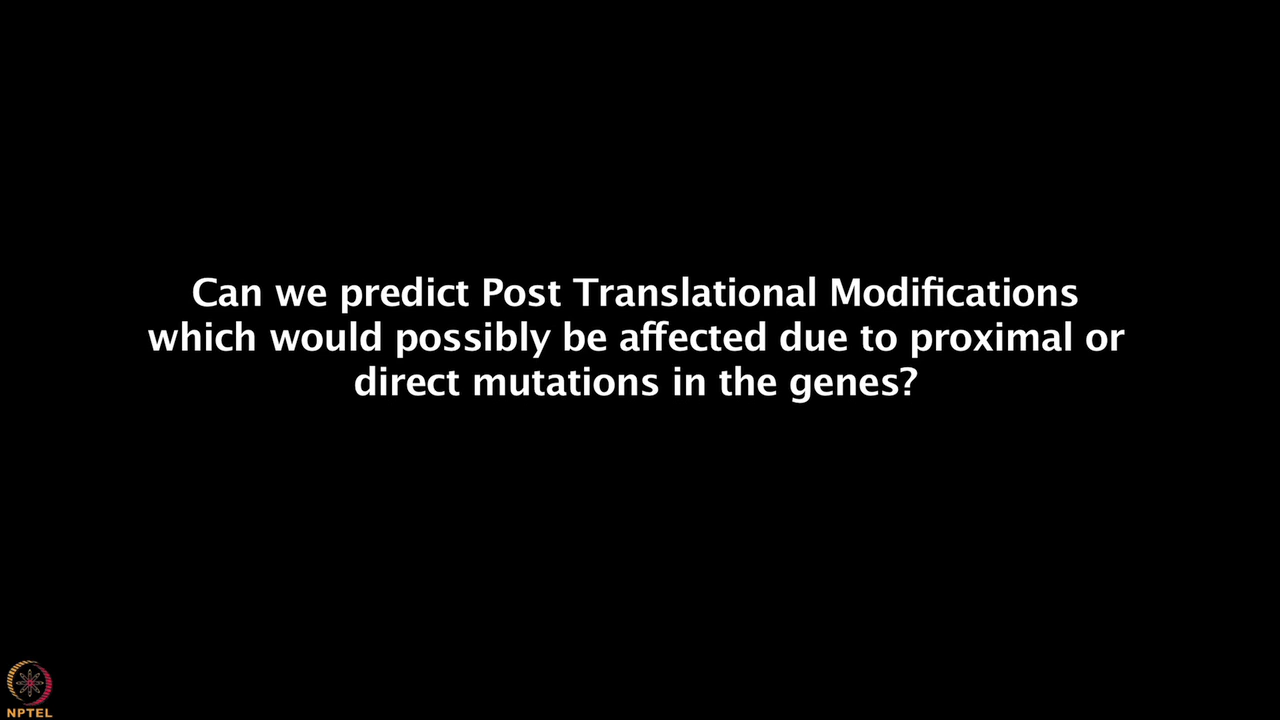 Can we predict Post Translational Modifications
which would possibly be affected due to proximal or
direct mutations in the genes?
NPTEL